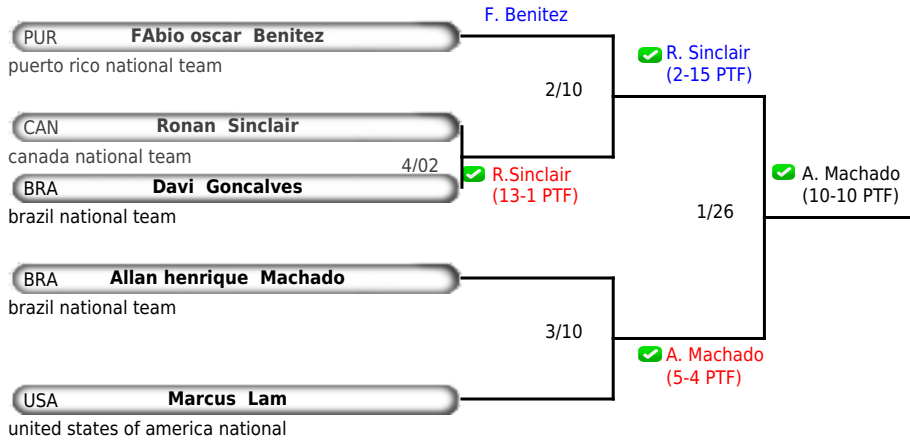 F. Benitez
PUR FAbio oscar Benitez
puerto rico national team
R. Sinclair
(2-15 PTF)
2/10
CAN Ronan Sinclair
canada national team
4/02
R.Sinclair
(13-1 PTF)
BRA Davi Goncalves
brazil national team
A. Machado
(10-10 PTF)
1/26
BRA Allan henrique Machado
brazil national team
3/10
A. Machado
(5-4 PTF)
USA Marcus Lam
united states of america national